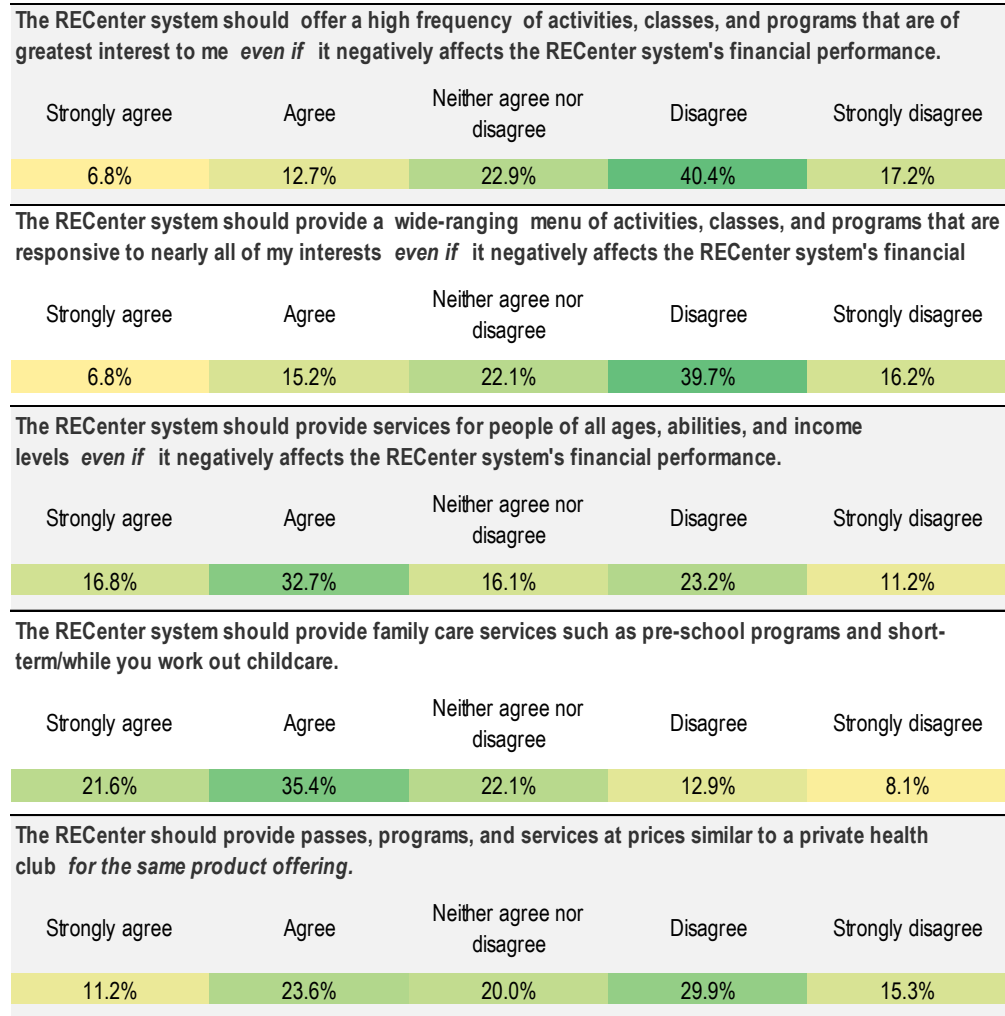 The RECenter system should offer a high frequency of activities, classes, and programs that are of
greatest interest to me even if it negatively affects the RECenter system's financial performance.
Strongly agree Agree Neither agree nor disagree Disagree Strongly disagree
6.8% 12.7% 22.9% 40.4% 17.2%
The RECenter system should provide a wide-ranging menu of activities, classes, and programs that are
responsive to nearly all of my interests even if it negatively affects the RECenter system's financial
Strongly agree Agree Neither agree nor disagree Disagree Strongly disagree
6.8% 15.2% 22.1% 39.7% 16.2%
The RECenter system should provide services for people of all ages, abilities, and income
levels even if it negatively affects the RECenter system's financial performance.
Strongly agree Agree Neither agree nor disagree Disagree Strongly disagree
16.8% 32.7% 16.1% 23.2% 11.2%
The RECenter system should provide family care services such as pre-school programs and short-
term/while you work out childcare.
Strongly agree Agree Neither agree nor disagree Disagree Strongly disagree
21.6% 35.4% 22.1% 12.9% 8.1%
The RECenter should provide passes, programs, and services at prices similar to a private health
club for the same product offering.
Strongly agree Agree Neither agree nor disagree Disagree Strongly disagree
11.2% 23.6% 20.0% 29.9% 15.3%